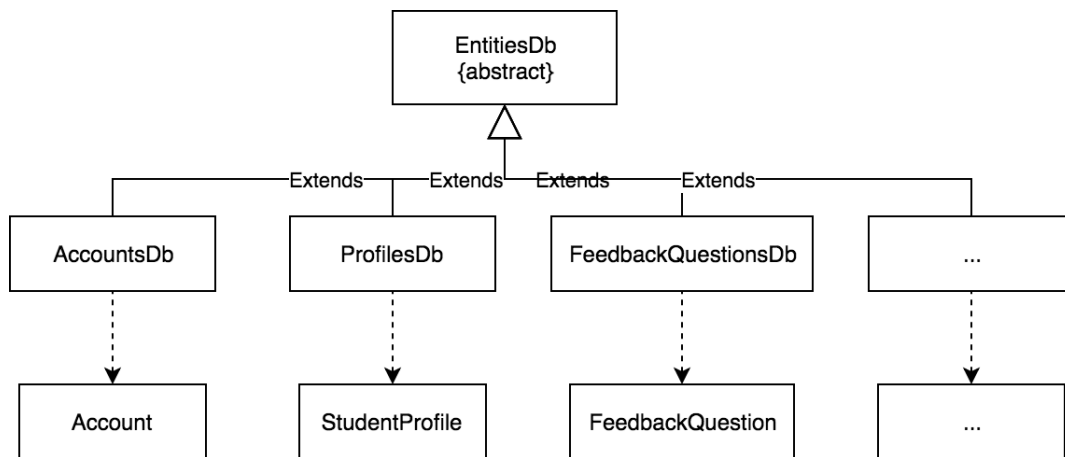 EntitiesDb
{abstract}
Extends Extends Extends Extends
AccountsDb ProfilesDb FeedbackQuestionsDb ...
Account StudentProfile FeedbackQuestion ...